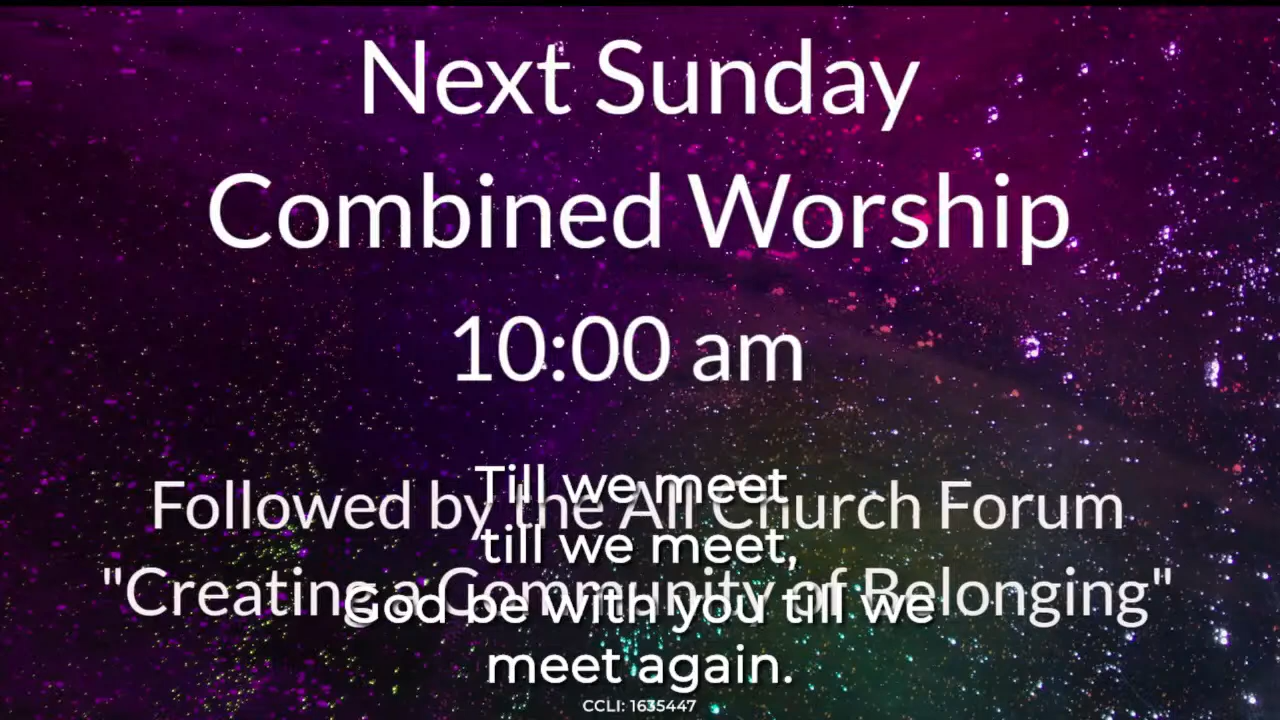 Next Sunday
Combined Worship
10:00 am
Followed by the All Church Forum
"Creating a Community of Belonging"
Till we meet
till we meet,
God be with you till we
meet again.
CCLI: 1635447